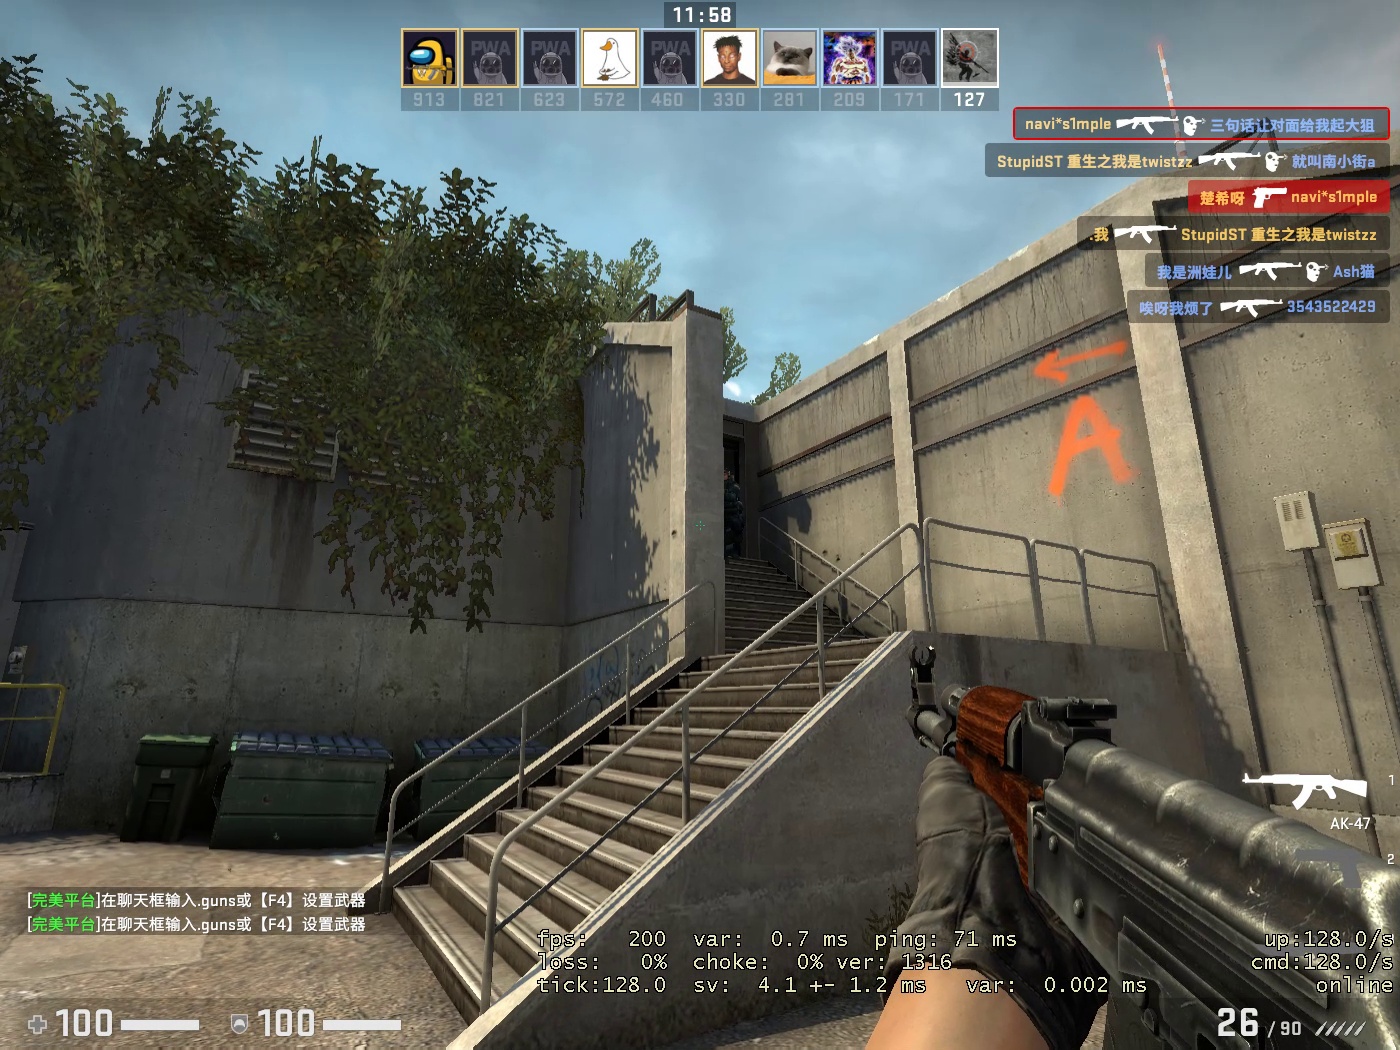 11:58
PWA PWA PWA PWA
913 821 623 572 460 330 281 209 171 127
navi*s1mple 三句话让对面给我起大狙
StupidST 重生之我是twistzz 就叫南小街a
楚希呀 navi*s1mple
.我 StupidST 重生之我是twistzz
我是洲娃儿 Ash猫
唉呀我烦了 3543522429
A
1
AK-47
2
[完美平台]在聊天框输入.guns或【F4】设置武器
[完美平台]在聊天框输入.guns或【F4】设置武器
fps: 200 var: 0.7 ms ping: 71 ms up:128.0/s
loss: 0% choke: 0% ver: 1316 cmd:128.0/s
tick:128.0 sv: 4.1 +- 1.2 ms var: 0.002 ms online
100 100 26 / 90